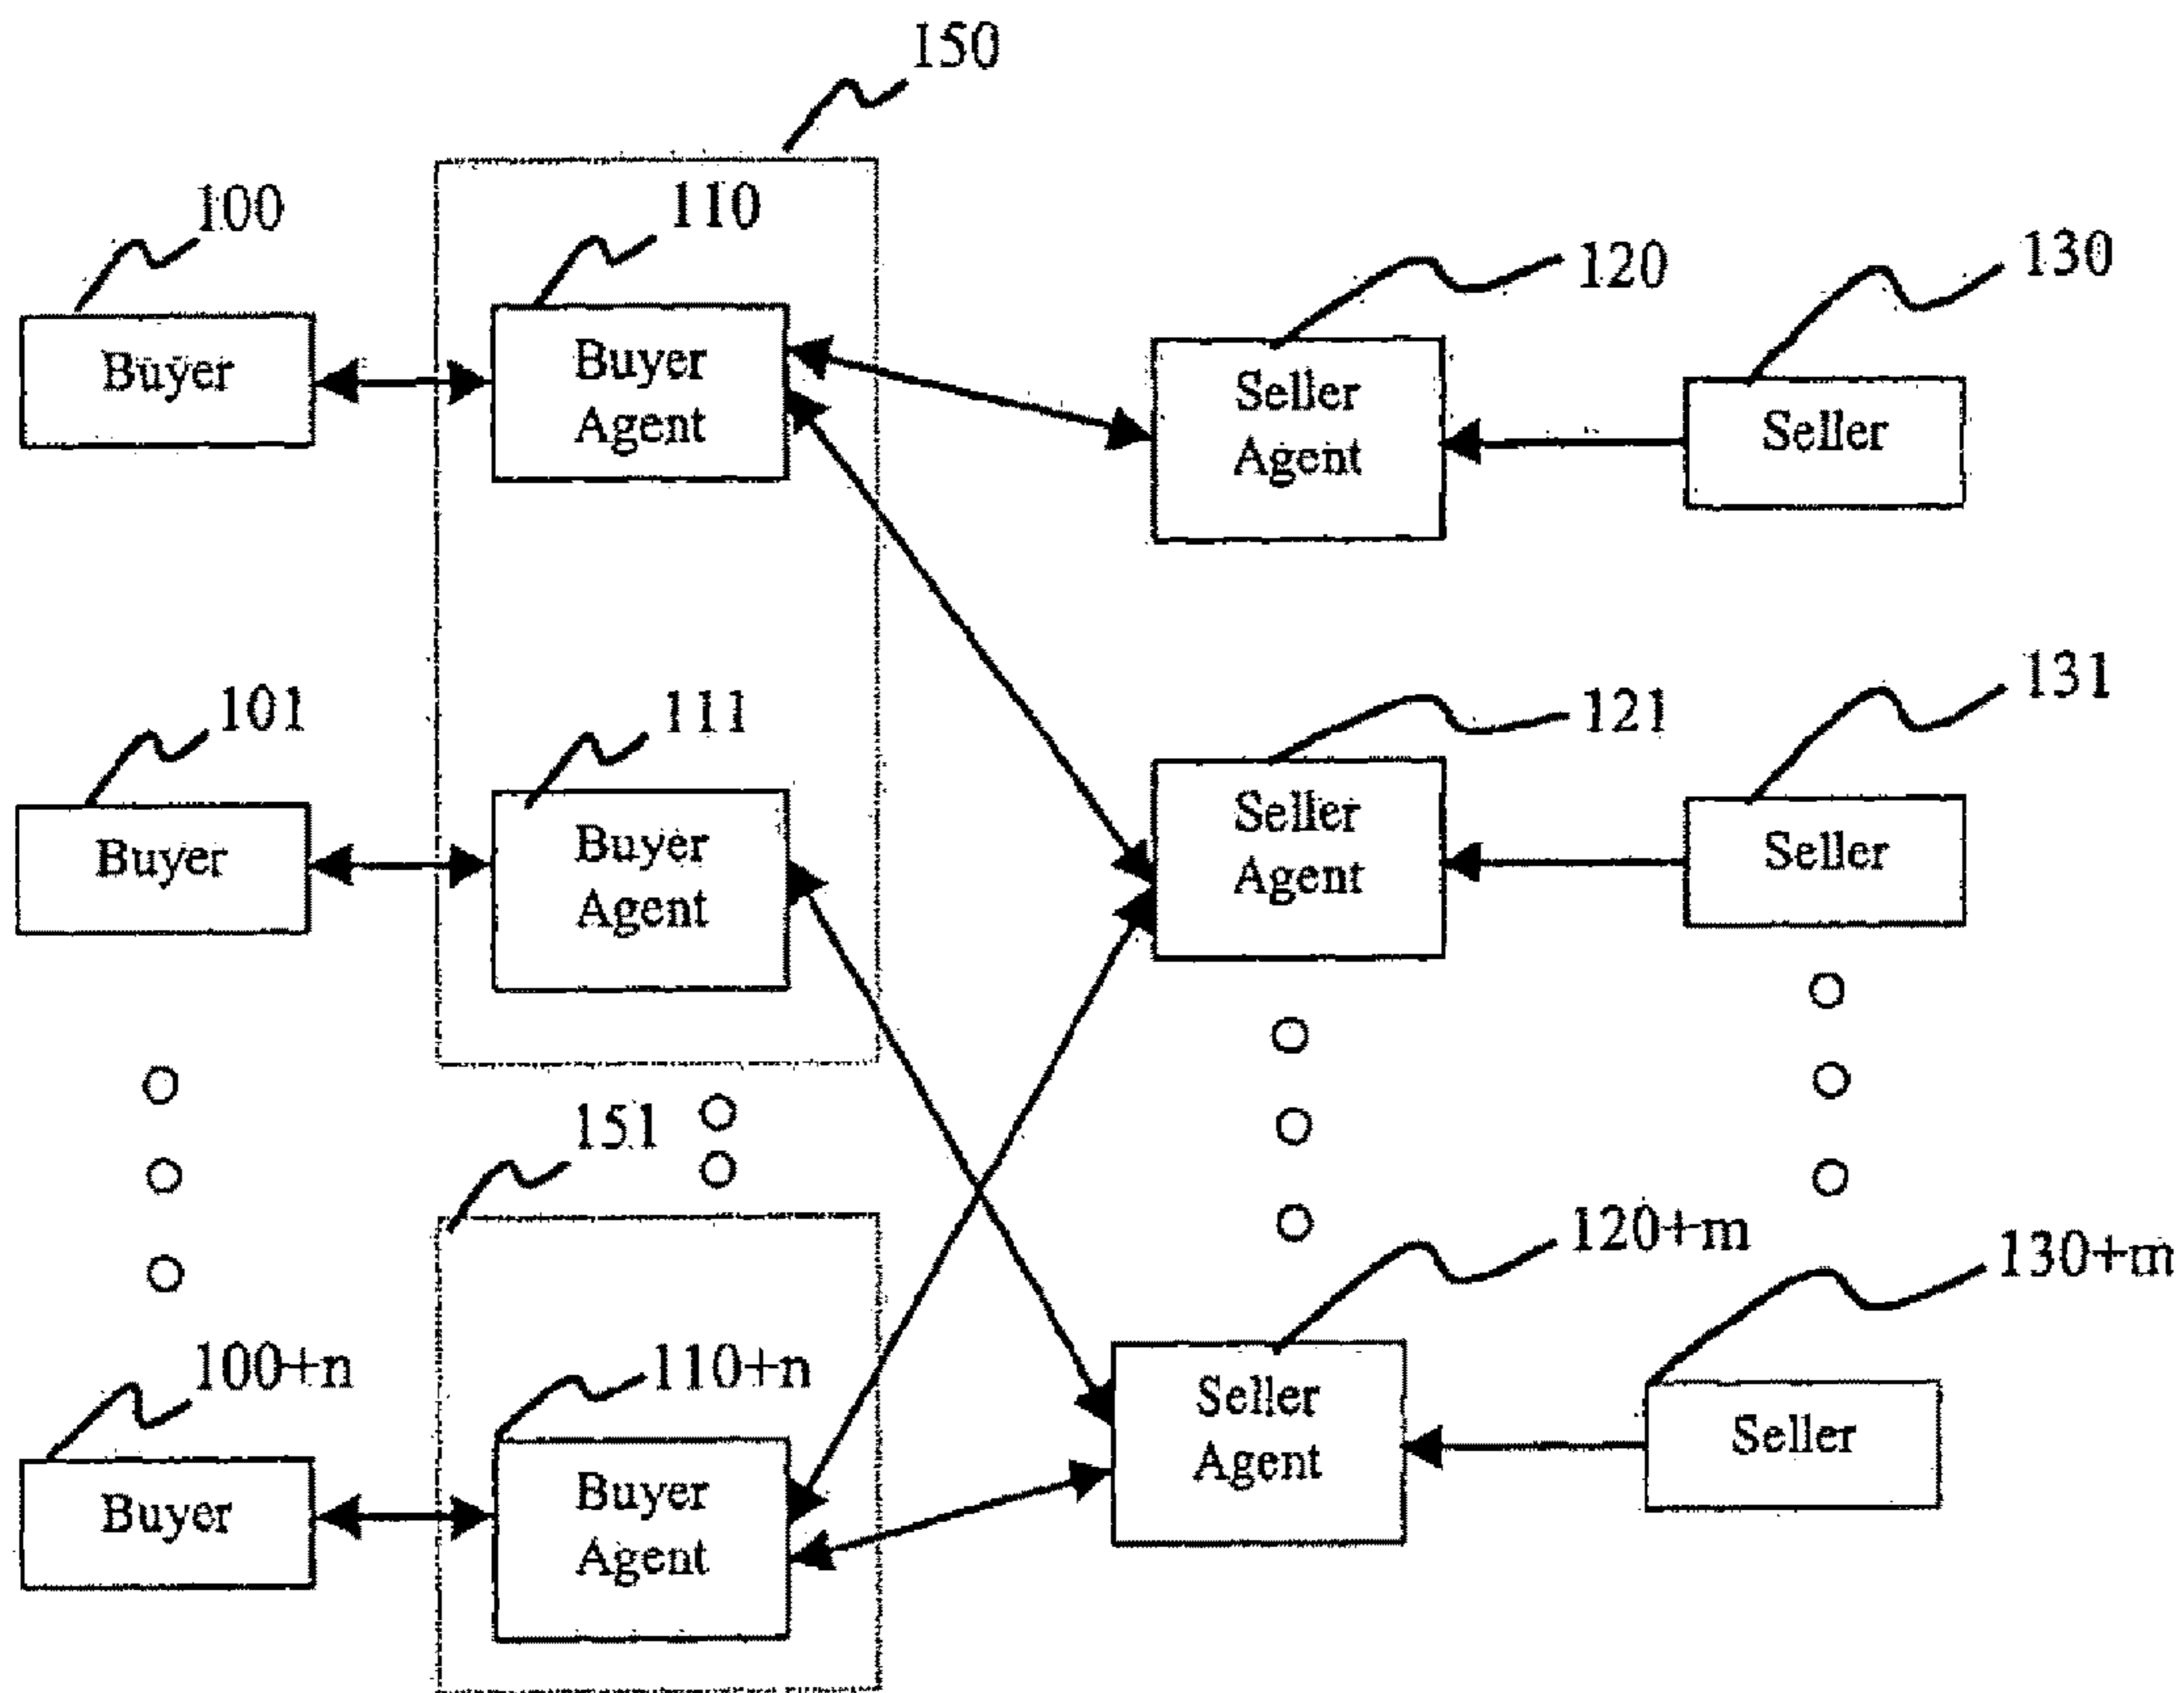 150
100
110
120
130
Buyer
Buyer
Agent
Seller
Agent
Seller
101
111
121
131
Buyer
Buyer
Agent
Seller
Agent
Seller
151
120+m
130+m
100+n
110+n
Buyer
Buyer
Agent
Seller
Agent
Seller